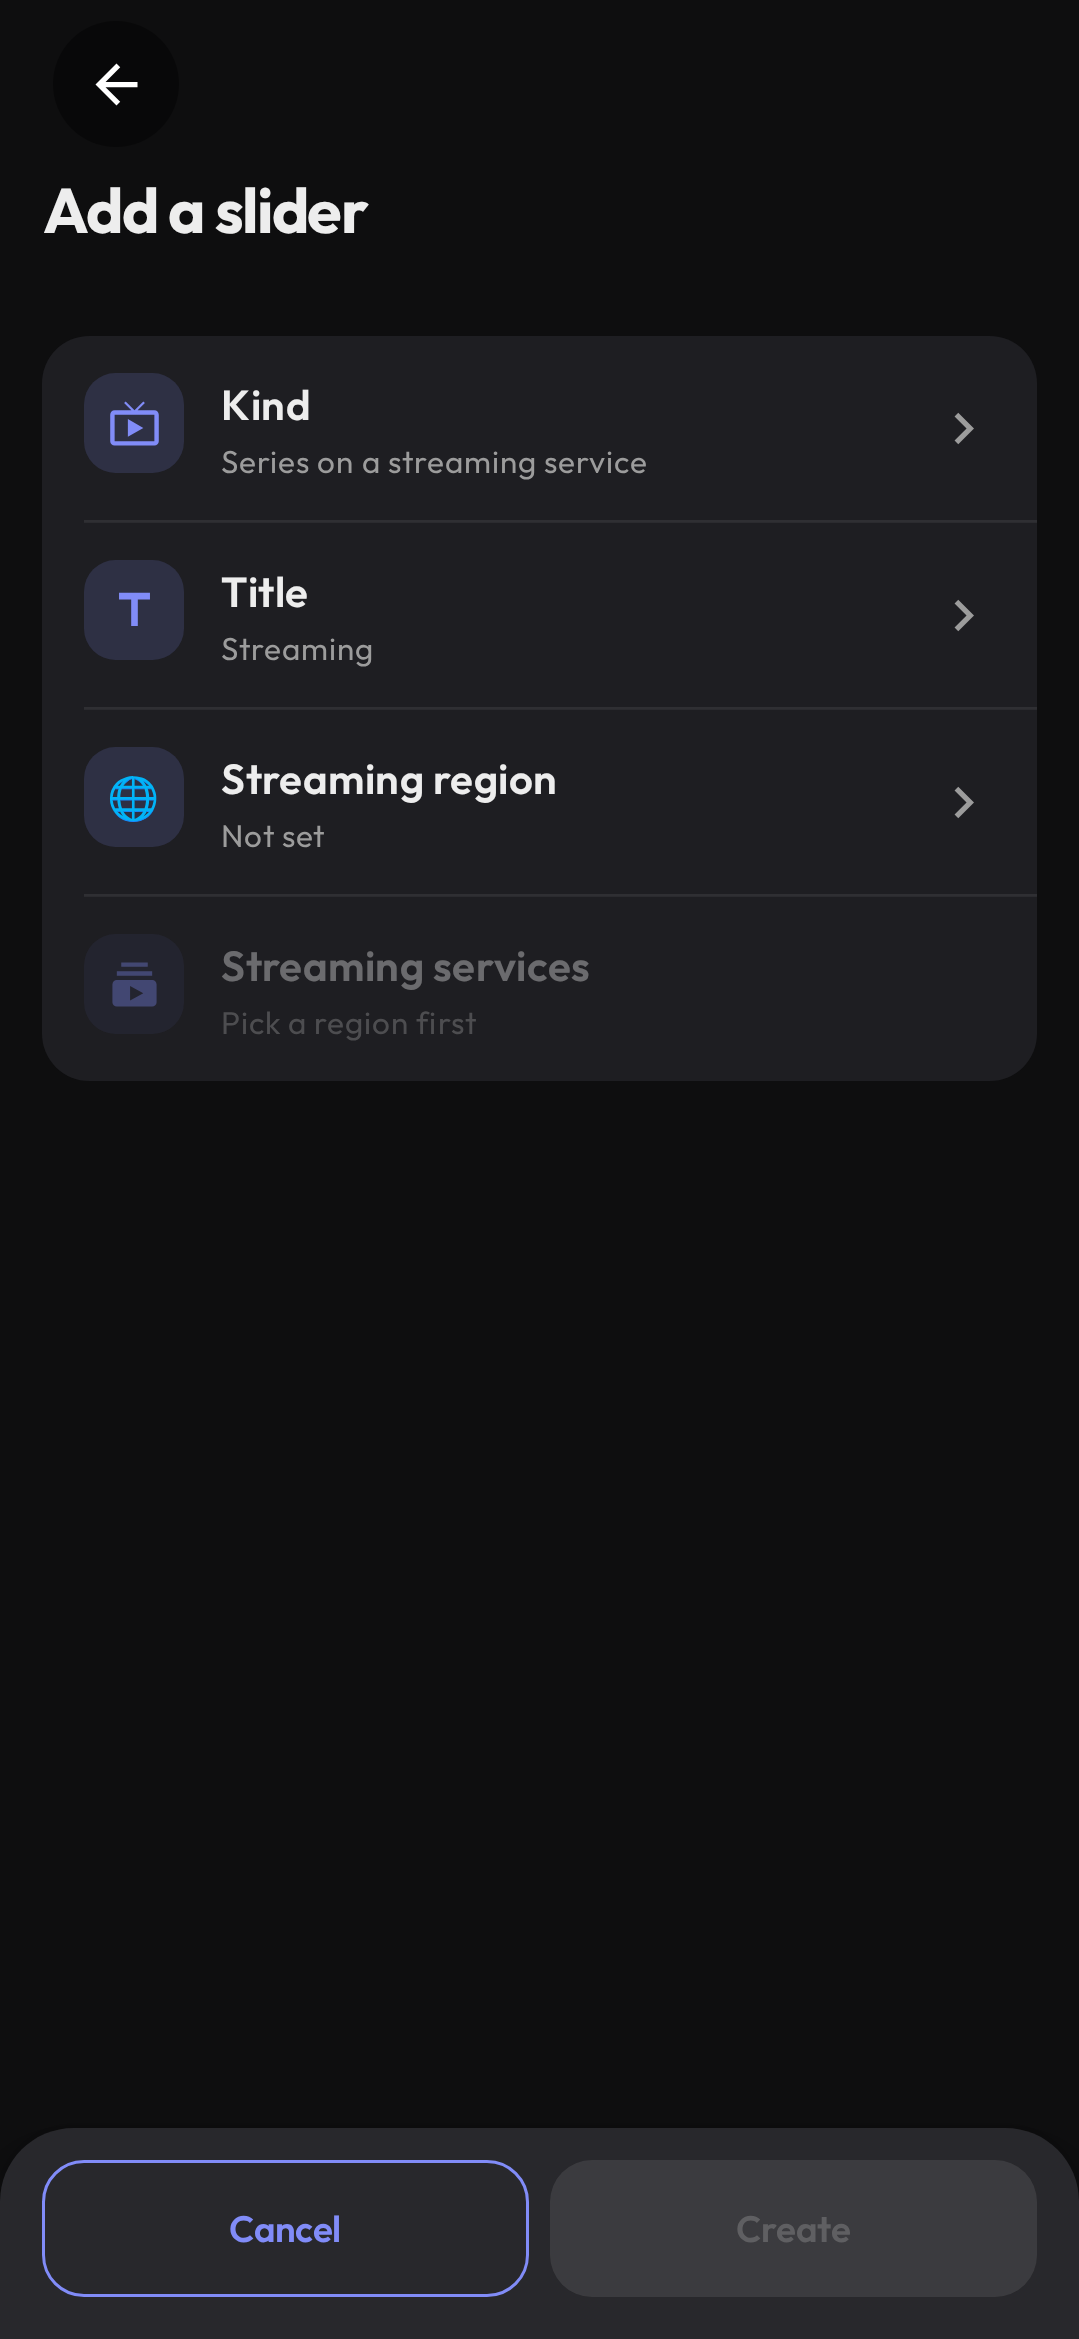 Add a slider
Kind
Series on a streaming service
Title
Streaming
Streaming region
Not set
Streaming services
Pick a region first
Cancel
Create